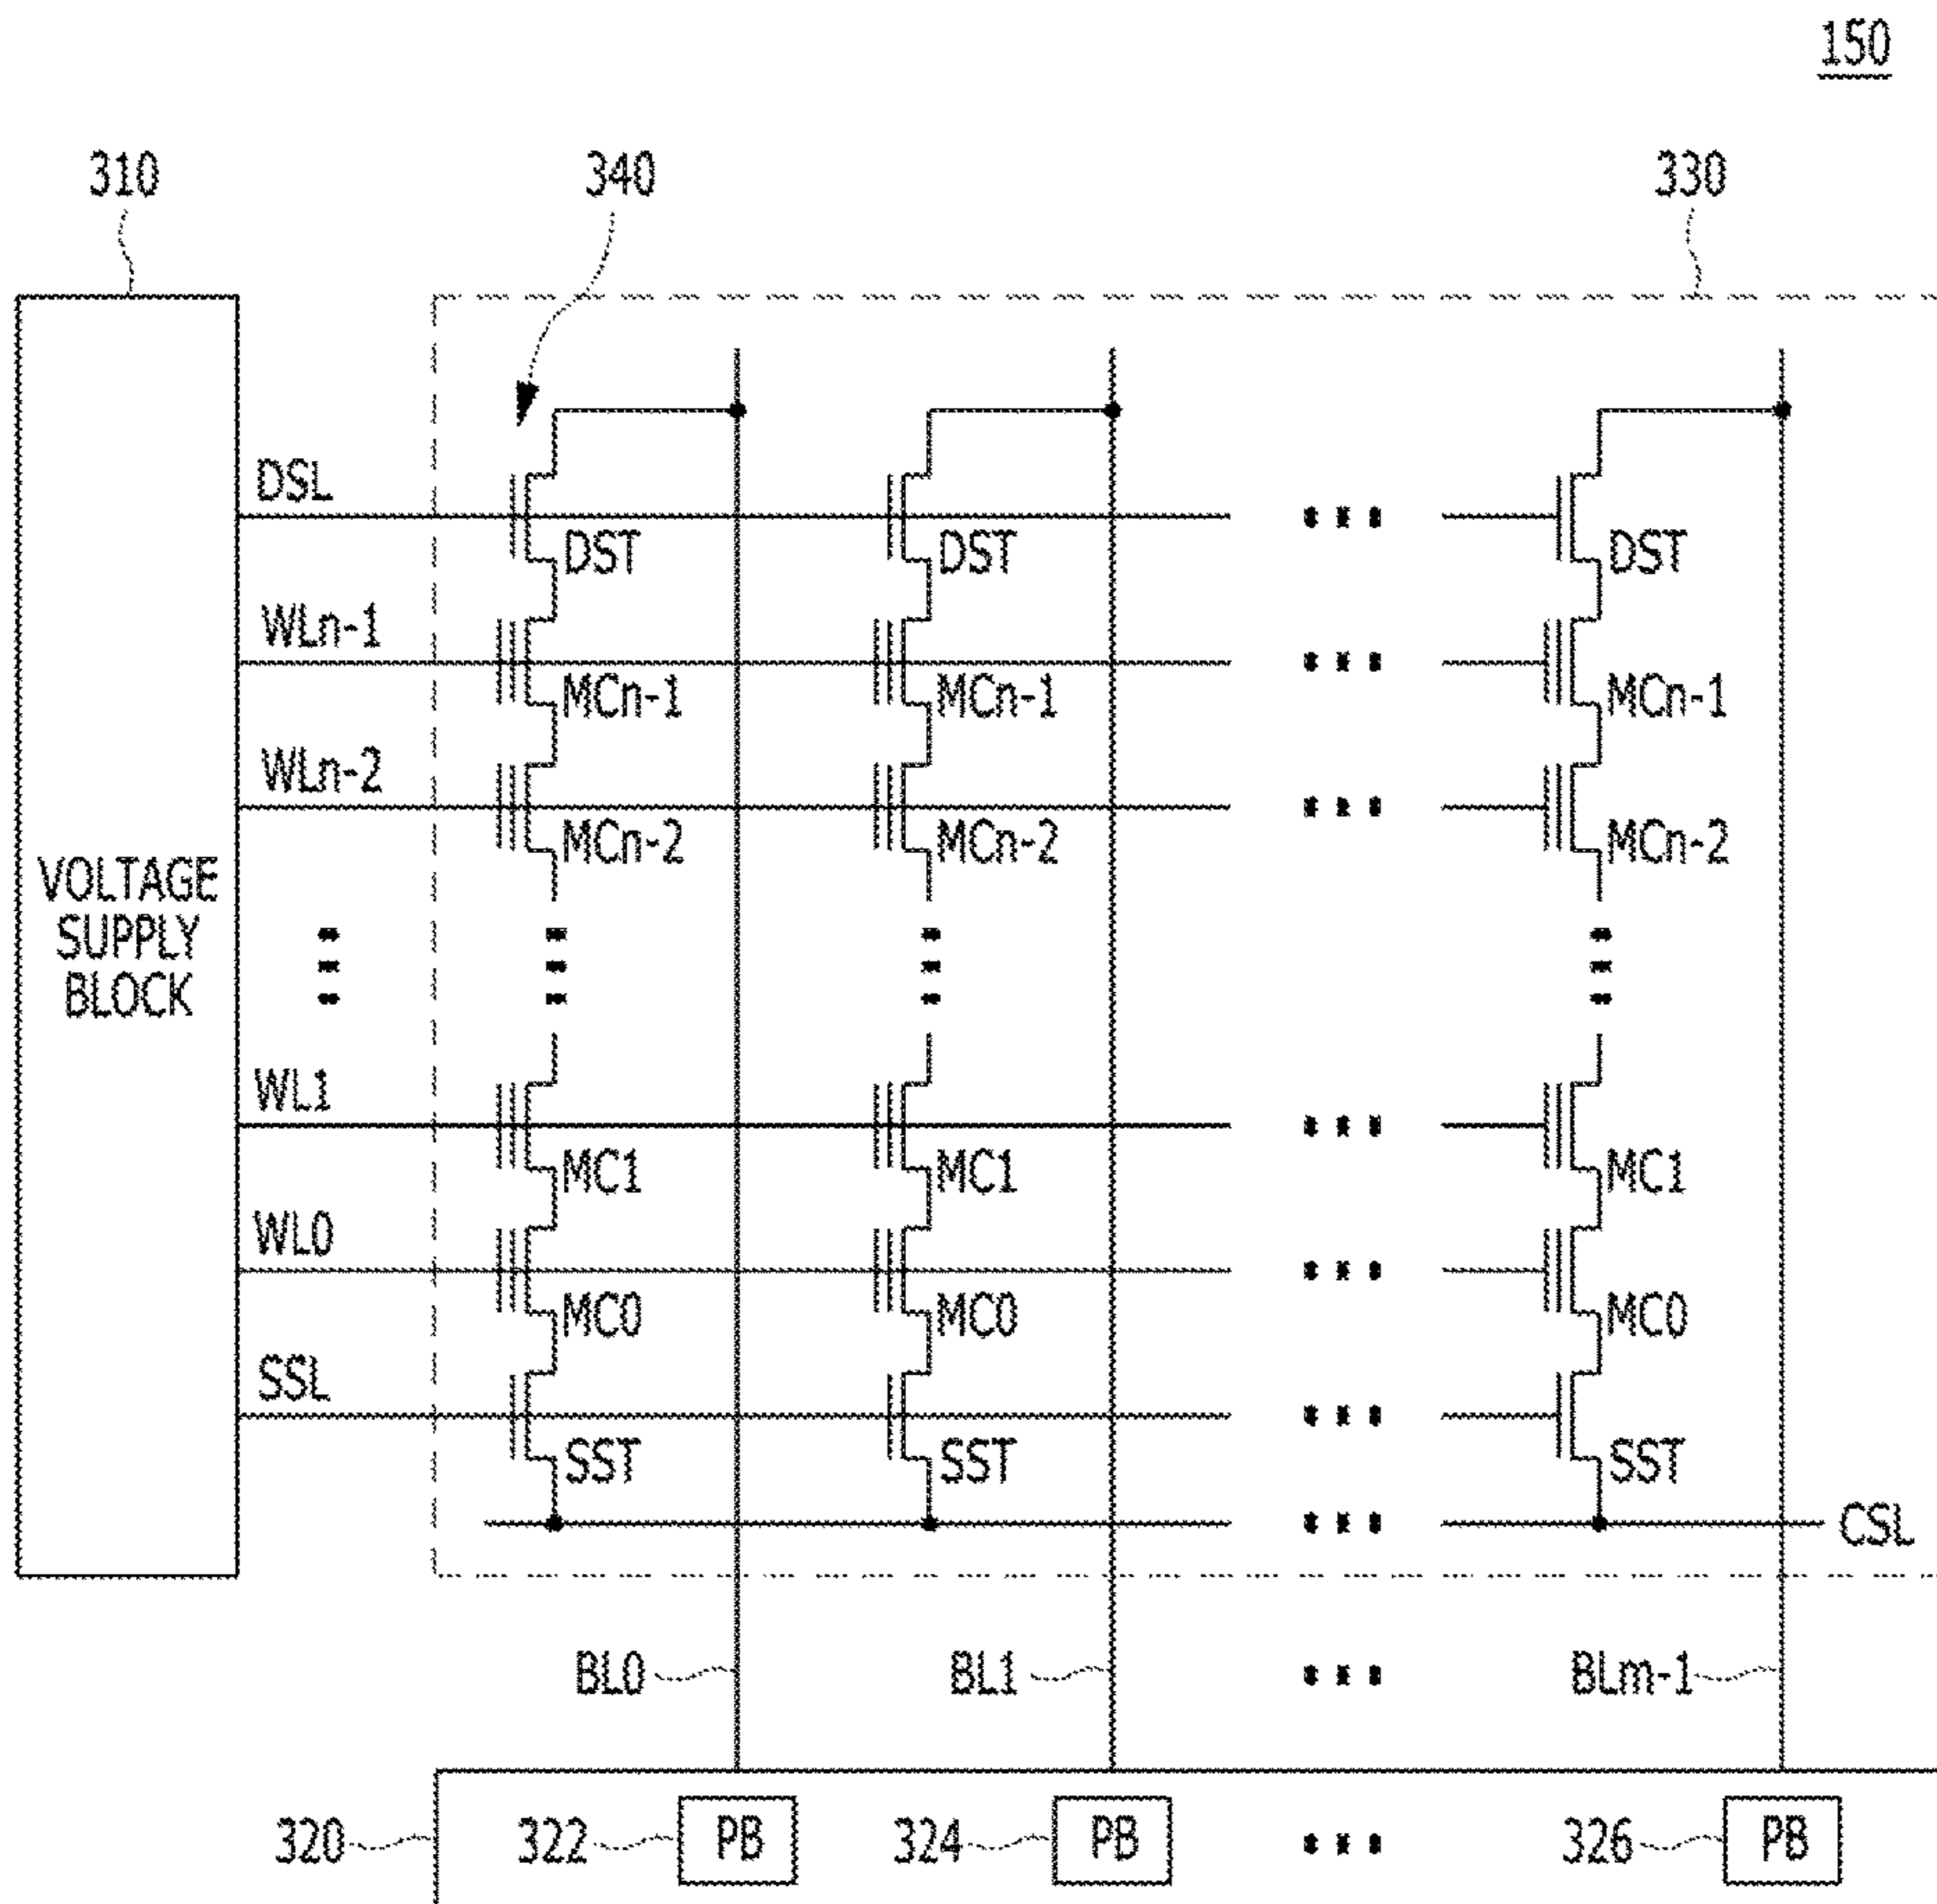 150
310
340
330
DSL
DST DST DST
WLn-1
MCn-1 MCn-1 MCn-1
WLn-2
MCn-2 MCn-2 MCn-2
VOLTAGE
SUPPLY
BLOCK
WL1
MC1 MC1 MC1
WL0
MC0 MC0 MC0
SSL
SST SST SST
CSL
BL0 BL1 BLm-1
320 322 PB 324 PB 326 PB